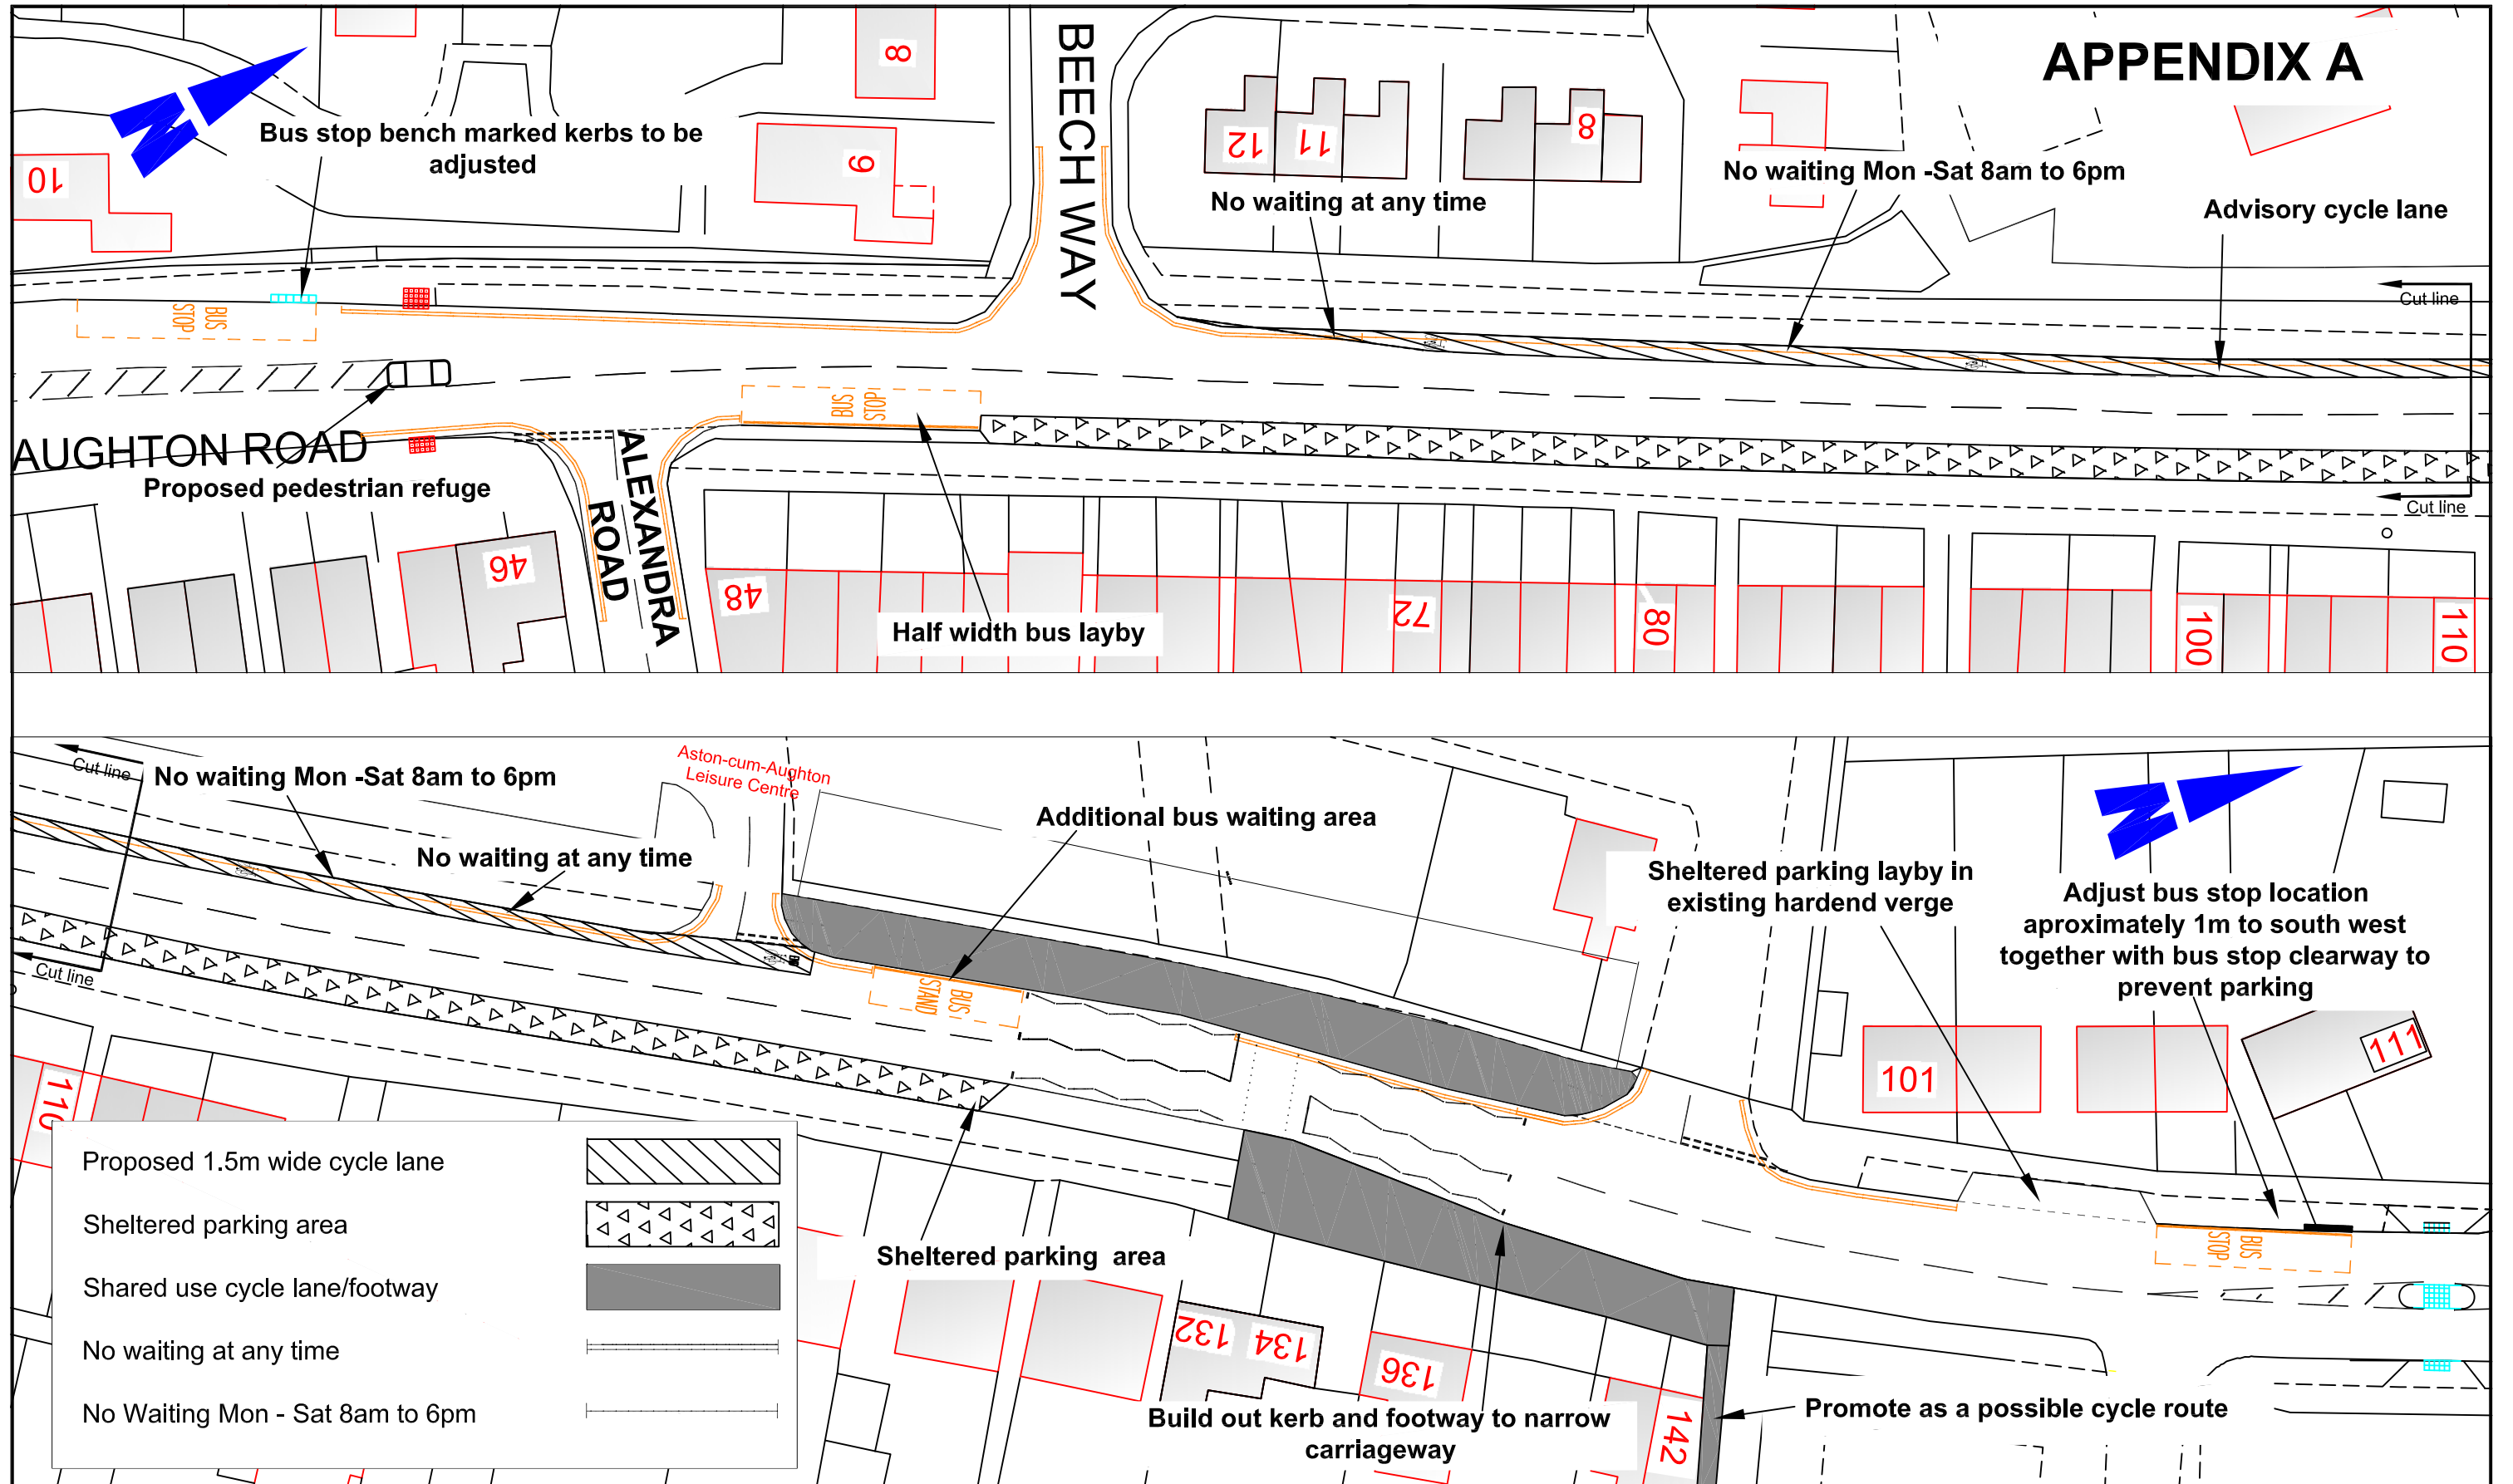 APPENDIX A
BEECH WAY
8
Bus stop bench marked kerbs to be
adjusted
10
9
12
11
8
No waiting at any time
No waiting Mon -Sat 8am to 6pm
Advisory cycle lane
Cut line
BUS
STOP
BUS
STOP
AUGHTON ROAD
Proposed pedestrian refuge
ALEXANDRA
ROAD
Cut line
46
48
Half width bus layby
72
80
100
110
Cut line
No waiting Mon -Sat 8am to 6pm
Aston-cum-Aughton
Leisure Centre
No waiting at any time
Additional bus waiting area
Sheltered parking layby in
existing hardend verge
Adjust bus stop location
aproximately 1m to south west
together with bus stop clearway to
prevent parking
Cut line
BUS
STAND
101
111
110
BUS
STOP
Proposed 1.5m wide cycle lane
Sheltered parking area
Shared use cycle lane/footway
No waiting at any time
No Waiting Mon - Sat 8am to 6pm
Sheltered parking area
132
134
136
142
Build out kerb and footway to narrow
carriageway
Promote as a possible cycle route